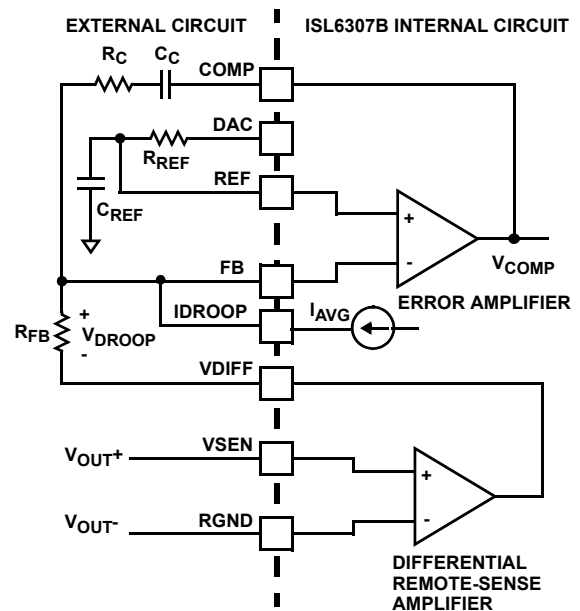 EXTERNAL CIRCUIT
ISL6307B INTERNAL CIRCUIT
RC
CC
COMP
DAC
RREF
REF
CREF
+
-
VCOMP
ERROR AMPLIFIER
FB
IDROOP
IAVG
RFB
+
VDROOP
-
VDIFF
VOUT+
VSEN
+
VOUT-
RGND
-
DIFFERENTIAL
REMOTE-SENSE
AMPLIFIER